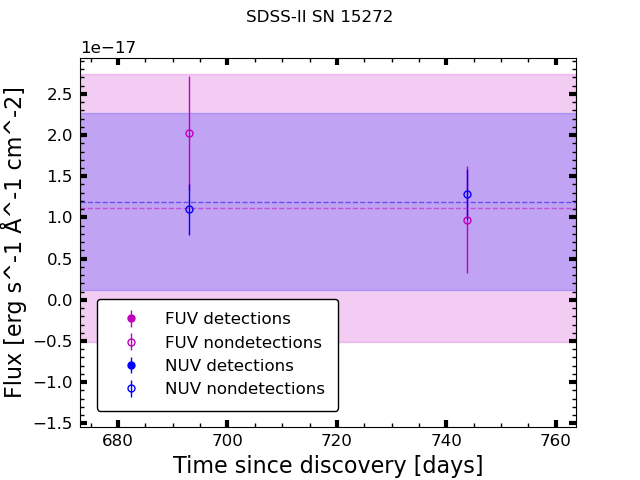 SDSS-II SN 15272
1e−17
2.5
2.0
1.5
1.0
0.5
0.0
−0.5
−1.0
−1.5
Flux [erg s^-1 Å^-1 cm^-2]
FUV detections
FUV nondetections
NUV detections
NUV nondetections
680 700 720 740 760
Time since discovery [days]